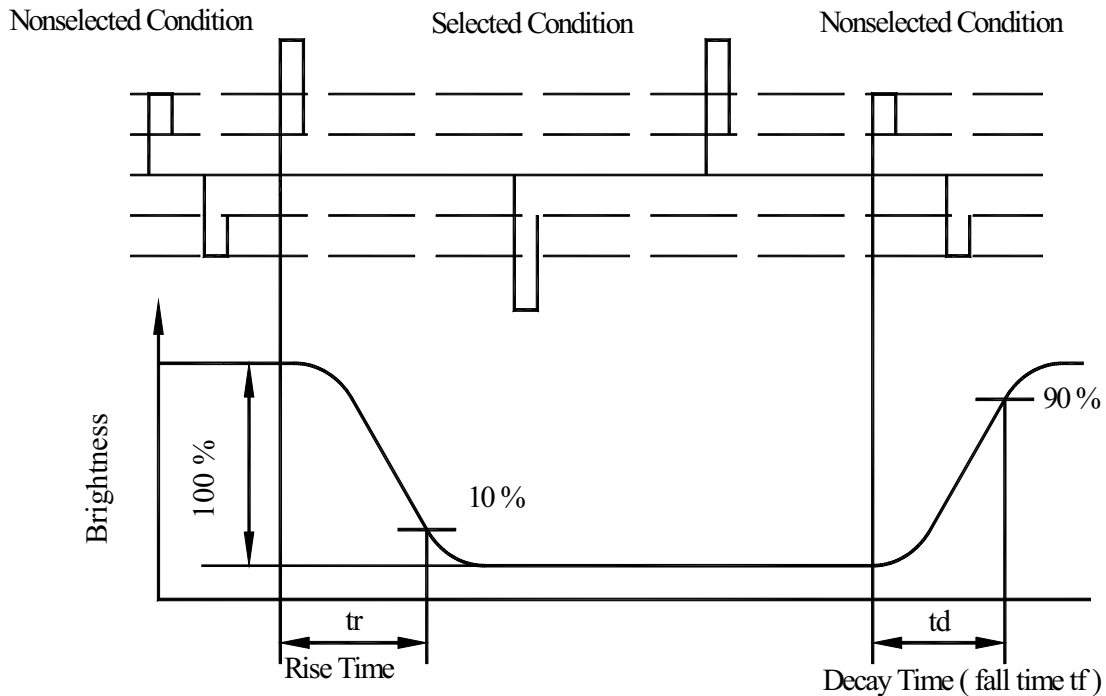 Nonselected Condition
Selected Condition
Nonselected Condition
Brightness
100 %
10 %
90 %
tr
Rise Time
td
Decay Time ( fall time tf )